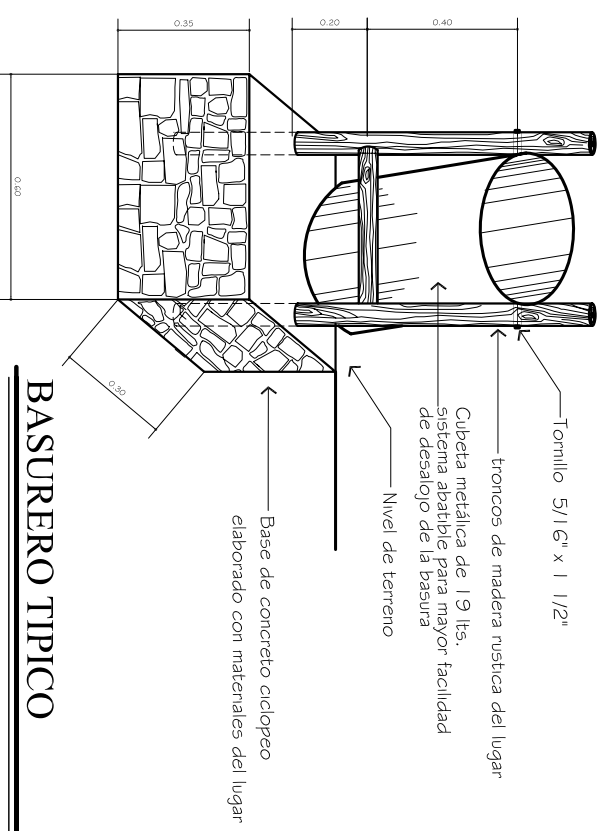 Tornillo 5/16" x 1 1/2"
troncos de madera rustica del lugar
Cubeta metálica de 19 lts.
sistema abatible para mayor facilidad
de desalojo de la basura
Nivel de terreno
Base de concreto ciclopeo
elaborado con materiales del lugar
0.40
0.20
0.35
0.60
0.30
BASURERO TIPICO